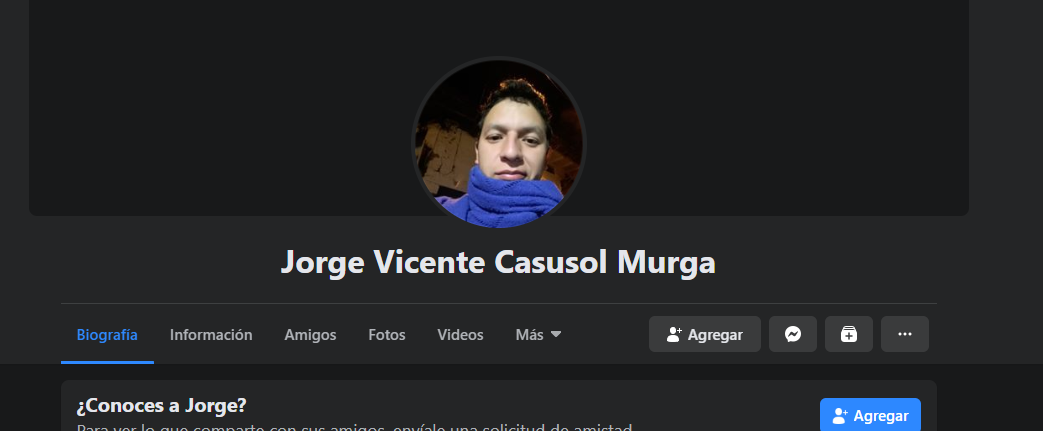 Jorge Vicente Casusol Murga
Biografía Información Amigos Fotos Videos Más Agregar
¿Conoces a Jorge?
Agregar
Para ver lo que comparte con sus amigos, envíale una solicitud de amistad.